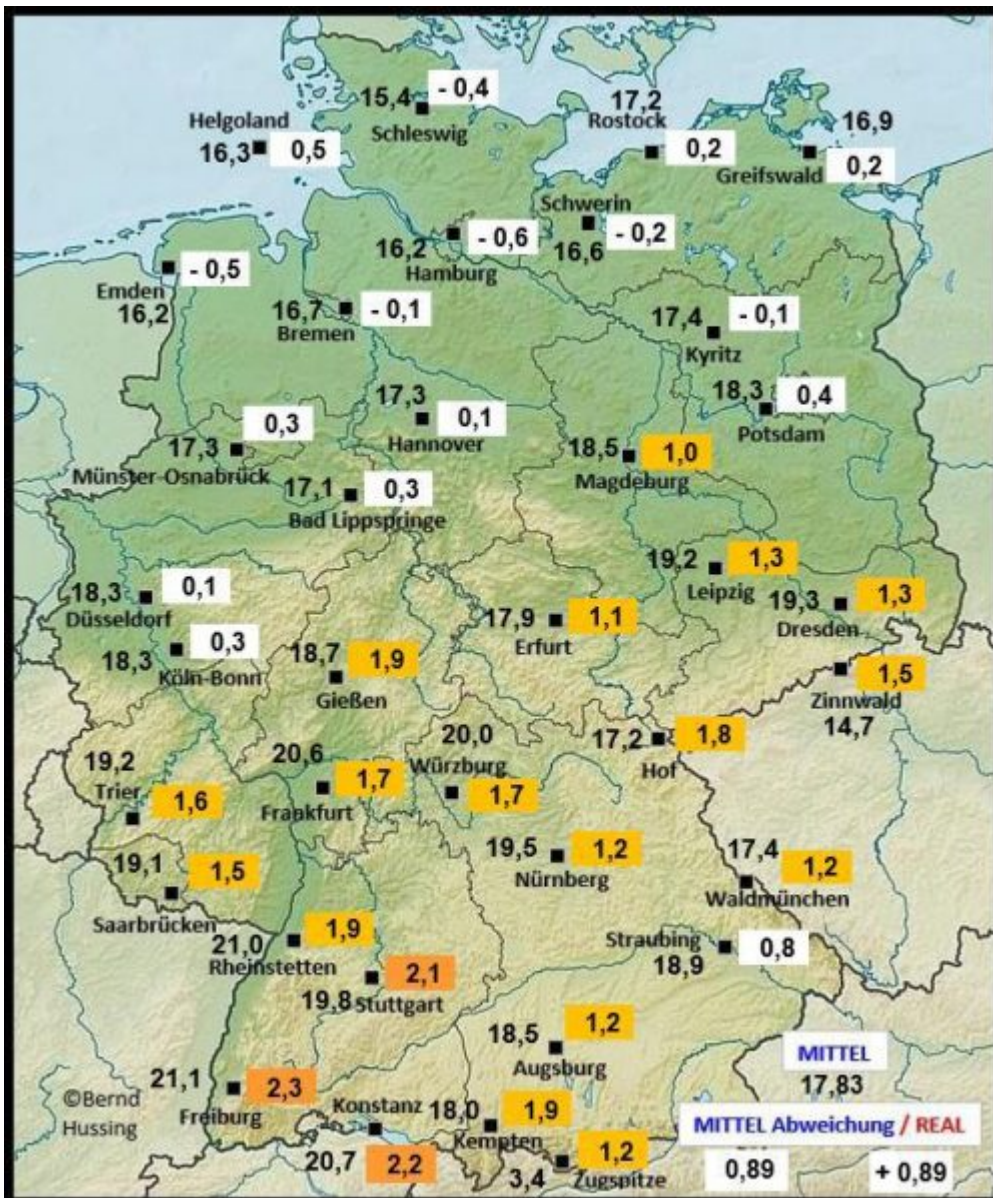 15,4
- 0,4
Schleswig
Helgoland
16,3
0,5
17,2
Rostock
0,2
16,9
Greifswald
0,2
Schwerin
16,6
- 0,2
16,2
- 0,6
Hamburg
- 0,5
Emden
16,2
16,7
- 0,1
Bremen
17,4
- 0,1
Kyritz
17,3
0,1
Hannover
18,3
0,4
Potsdam
0,3
17,3
Münster-Osnabrück
18,5
1,0
Magdeburg
17,1
0,3
Bad Lippspringe
19,2
1,3
Leipzig
18,3
0,1
Düsseldorf
17,9
1,1
Erfurt
19,3
1,3
Dresden
0,3
18,3
Köln-Bonn
18,7
1,9
Gießen
1,5
Zinnwald
14,7
20,0
Würzburg
1,7
17,2
1,8
Hof
19,2
Trier
1,6
20,6
1,7
Frankfurt
19,5
1,2
Nürnberg
17,4
1,2
Waldmünchen
19,1
1,5
Saarbrücken
1,9
21,0
Rheinstetten
Straubing
18,9
0,8
2,1
19,8
Stuttgart
18,5
1,2
Augsburg
21,1
2,3
Freiburg
©Bernd
Hussing
Konstanz
20,7
2,2
18,0
1,9
Kempten
1,2
3,4
Zugspitze
MITTEL
17,83
MITTEL Abweichung / REAL
0,89
+ 0,89